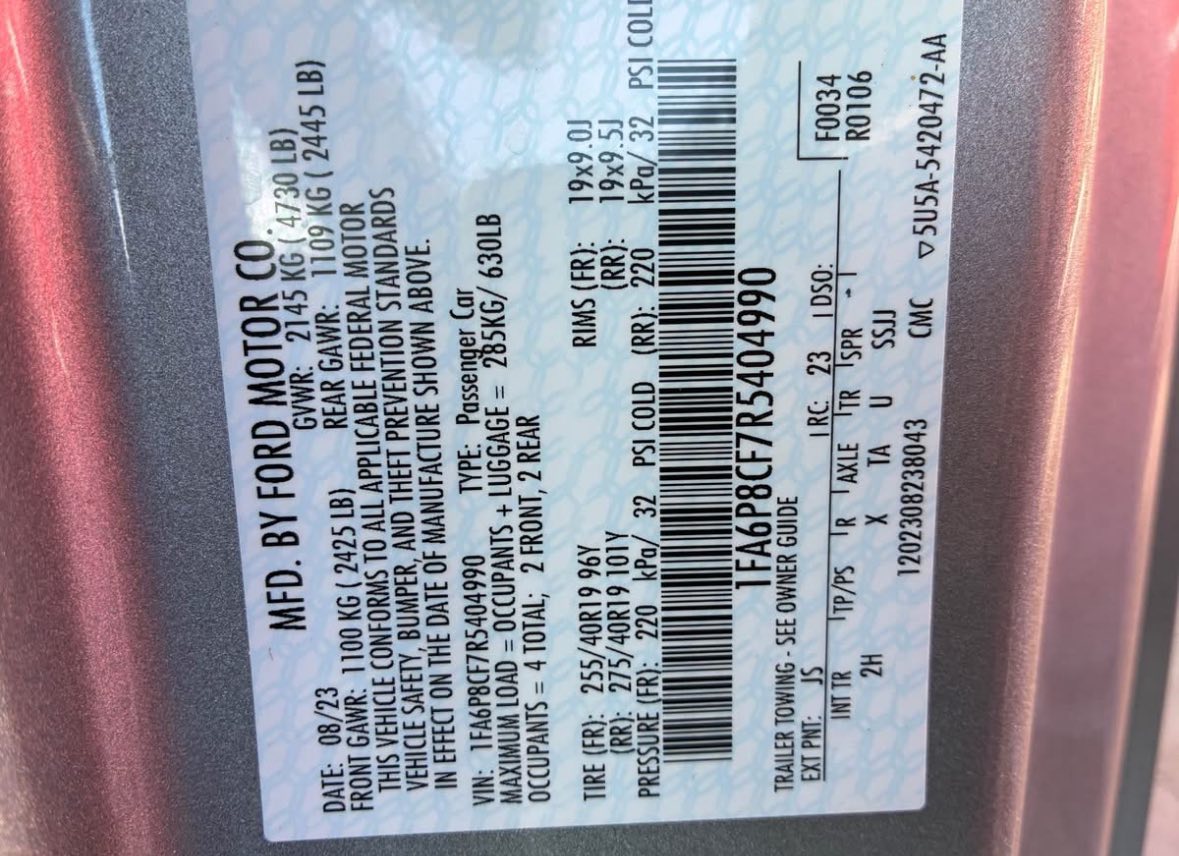 MFD. BY FORD MOTOR CO.
DATE: 08/23 GVWR: 2145 KG ( 4730 LB)
FRONT GAWR: 1100 KG ( 2425 LB) REAR GAWR: 1109 KG ( 2445 LB)
THIS VEHICLE CONFORMS TO ALL APPLICABLE FEDERAL MOTOR
VEHICLE SAFETY, BUMPER, AND THEFT PREVENTION STANDARDS
IN EFFECT ON THE DATE OF MANUFACTURE SHOWN ABOVE.
VIN: 1FA6P8CF7R5404990 TYPE: Passenger Car
MAXIMUM LOAD = OCCUPANTS + LUGGAGE = 285KG/ 630LB
OCCUPANTS = 4 TOTAL; 2 FRONT, 2 REAR
TIRE (FR): 255/40R19 96Y RIMS (FR): 19x9.0J
(RR): 275/40R19 101Y (RR): 19x9.5J
PRESSURE (FR): 220 kPa/ 32 PSI COLD (RR): 220 kPa/ 32 PSI COLD
1FA6P8CF7R5404990
TRAILER TOWING - SEE OWNER GUIDE
F0034
R0106
EXT PNT: JS RC: 23 DSO:
INT TR TP/PS R AXLE TR SPR
2H X TA U SSJJ
1202308238043 CMC ▽5U5A-5420472-AA